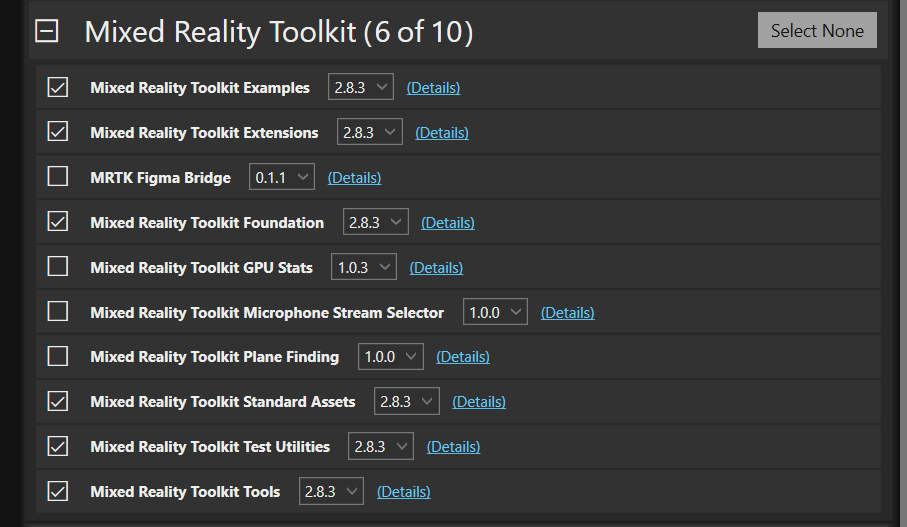 Mixed Reality Toolkit (6 of 10) Select None
Mixed Reality Toolkit Examples 2.8.3 (Details)
Mixed Reality Toolkit Extensions 2.8.3 (Details)
MRTK Figma Bridge 0.1.1 (Details)
Mixed Reality Toolkit Foundation 2.8.3 (Details)
Mixed Reality Toolkit GPU Stats 1.0.3 (Details)
Mixed Reality Toolkit Microphone Stream Selector 1.0.0 (Details)
Mixed Reality Toolkit Plane Finding 1.0.0 (Details)
Mixed Reality Toolkit Standard Assets 2.8.3 (Details)
Mixed Reality Toolkit Test Utilities 2.8.3 (Details)
Mixed Reality Toolkit Tools 2.8.3 (Details)